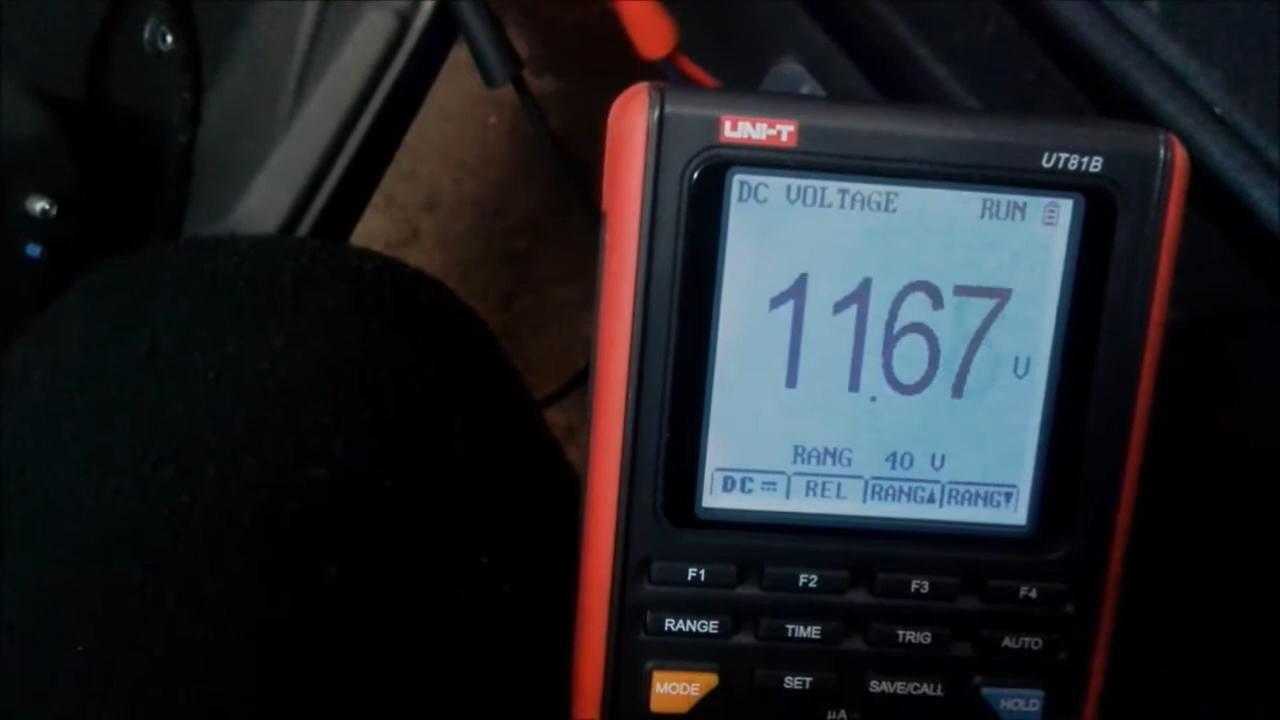 UNI-T
UT81B
DC VOLTAGE RUN
11.67 V
RANG 40 V
DC REL RANG▲ RANG▼
F1 F2 F3 F4
RANGE TIME TRIG AUTO
MODE SET SAVE/CALL HOLD
µA